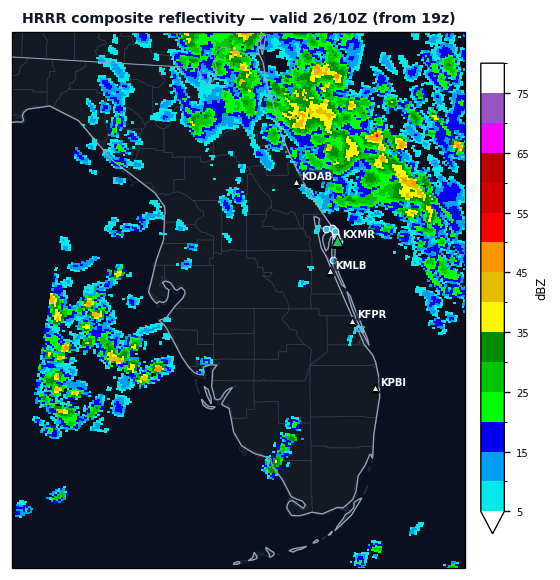 HRRR composite reflectivity — valid 26/10Z (from 19z)
KDAB
KXMR
KMLB
KFPR
KPBI
75
65
55
45
35
25
15
5
dBZ